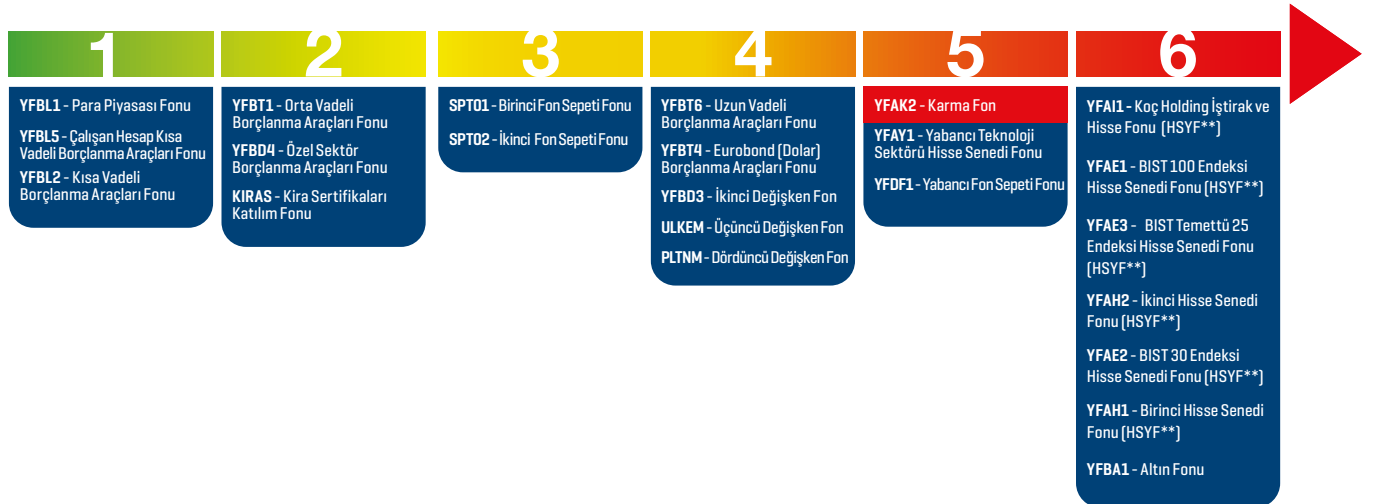 1
YFBL1 - Para Piyasası Fonu
YFBL5 - Çalışan Hesap Kısa
Vadeli Borçlanma Araçları Fonu
YFBL2 - Kısa Vadeli
Borçlanma Araçları Fonu
2
YFBT1 - Orta Vadeli
Borçlanma Araçları Fonu
YFBD4 - Özel Sektör
Borçlanma Araçları Fonu
KIRAS - Kira Sertifikaları
Katılım Fonu
3
SPT01 - Birinci Fon Sepeti Fonu
SPT02 - İkinci Fon Sepeti Fonu
4
YFBT6 - Uzun Vadeli
Borçlanma Araçları Fonu
YFBT4 - Eurobond (Dolar)
Borçlanma Araçları Fonu
YFBD3 - İkinci Değişken Fon
ULKEM - Üçüncü Değişken Fon
PLTNM - Dördüncü Değişken Fon
5
YFAK2 - Karma Fon
YFAY1 - Yabancı Teknoloji
Sektörü Hisse Senedi Fonu
YFDF1 - Yabancı Fon Sepeti Fonu
6
YFAI1 - Koç Holding İştirak ve
Hisse Fonu (HSYF**)
YFAE1 - BIST 100 Endeksi
Hisse Senedi Fonu (HSYF**)
YFAE3 - BIST Temettü 25
Endeksi Hisse Senedi Fonu
(HSYF**)
YFAH2 - İkinci Hisse Senedi
Fonu (HSYF**)
YFAE2 - BIST 30 Endeksi
Hisse Senedi Fonu (HSYF**)
YFAH1 - Birinci Hisse Senedi
Fonu (HSYF**)
YFBA1 - Altın Fonu